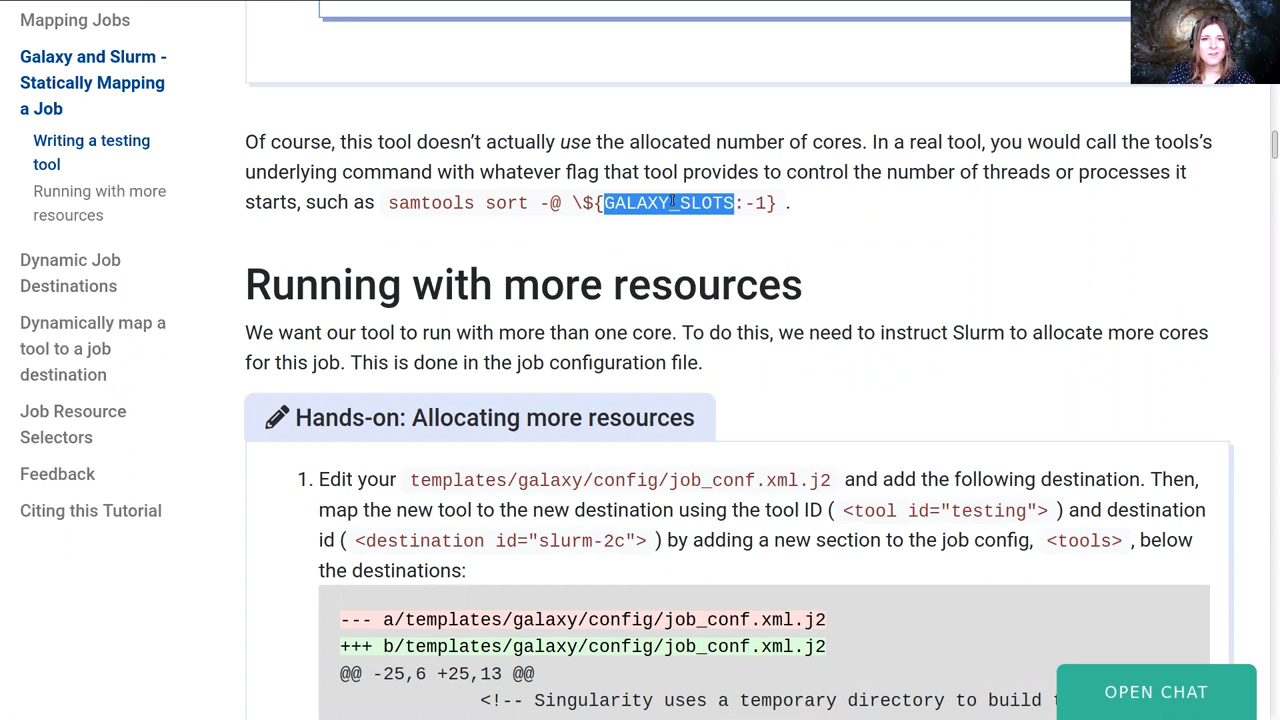 Mapping Jobs
Galaxy and Slurm -
Statically Mapping
a Job
Writing a testing
tool
Running with more
resources
Dynamic Job
Destinations
Dynamically map a
tool to a job
destination
Job Resource
Selectors
Feedback
Citing this Tutorial
Of course, this tool doesn’t actually use the allocated number of cores. In a real tool, you would call the tools’s
underlying command with whatever flag that tool provides to control the number of threads or processes it
starts, such as samtools sort -@ \${GALAXY_SLOTS:-1} .
Running with more resources
We want our tool to run with more than one core. To do this, we need to instruct Slurm to allocate more cores
for this job. This is done in the job configuration file.
Hands-on: Allocating more resources
1. Edit your templates/galaxy/config/job_conf.xml.j2 and add the following destination. Then,
map the new tool to the new destination using the tool ID ( <tool id="testing"> ) and destination
id ( <destination id="slurm-2c"> ) by adding a new section to the job config, <tools> , below
the destinations:
--- a/templates/galaxy/config/job_conf.xml.j2
+++ b/templates/galaxy/config/job_conf.xml.j2
@@ -25,6 +25,13 @@
<!-- Singularity uses a temporary directory to build
OPEN CHAT